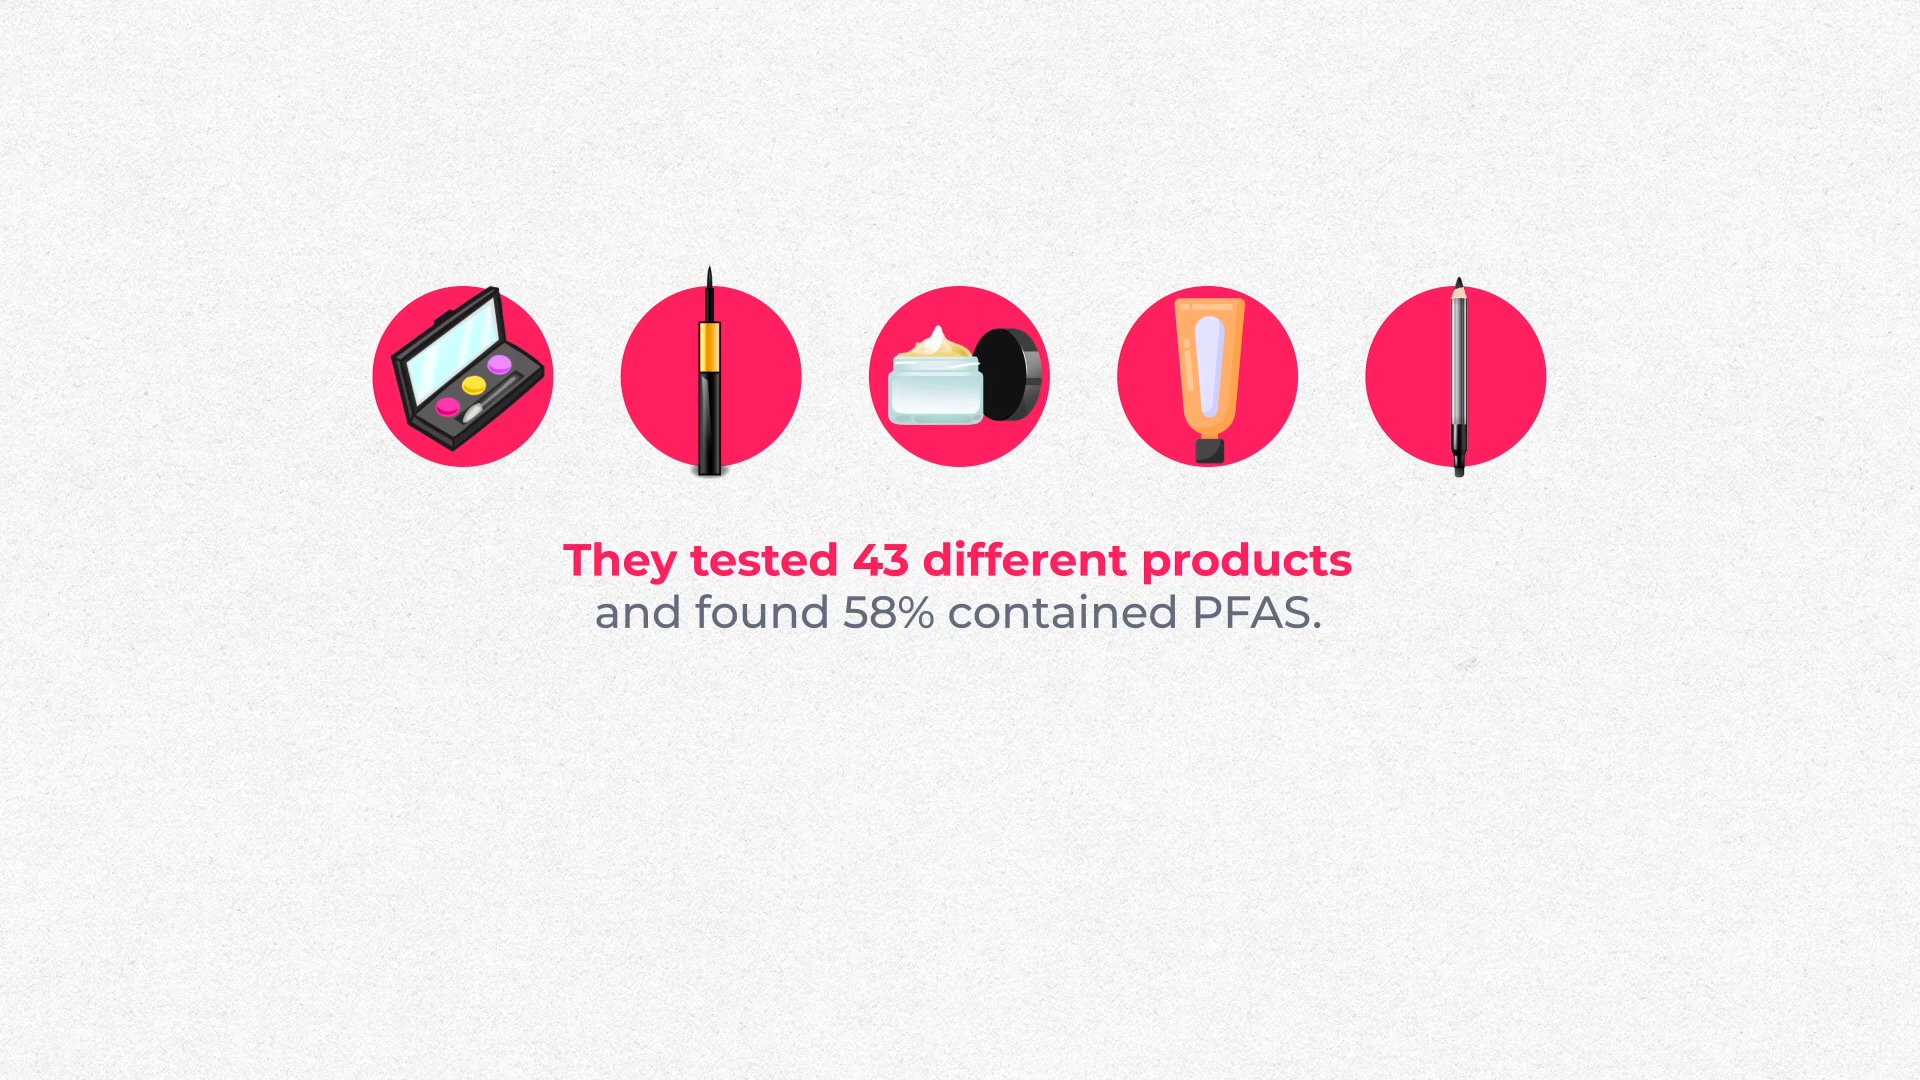 They tested 43 different products
and found 58% contained PFAS.